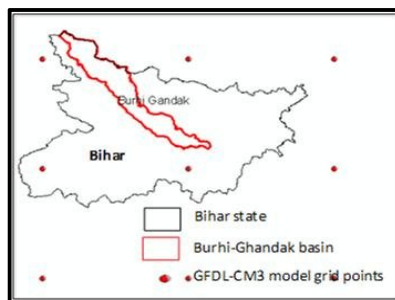 Burhi Gandak
Bihar
Bihar state
Burhi-Ghandak basin
GFDL-CM3 model grid points